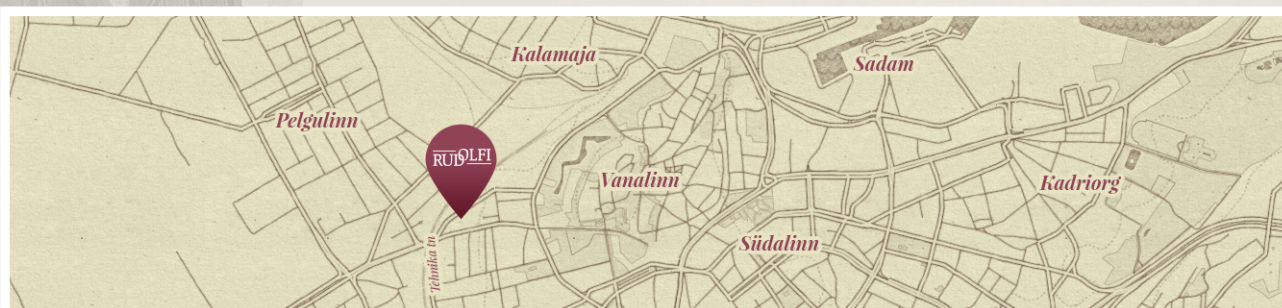 Kalamaja
Sadam
Pelgulinn
RUDOLFI
Vanalinn
Kadriorg
Südalinn
Tehnika tn